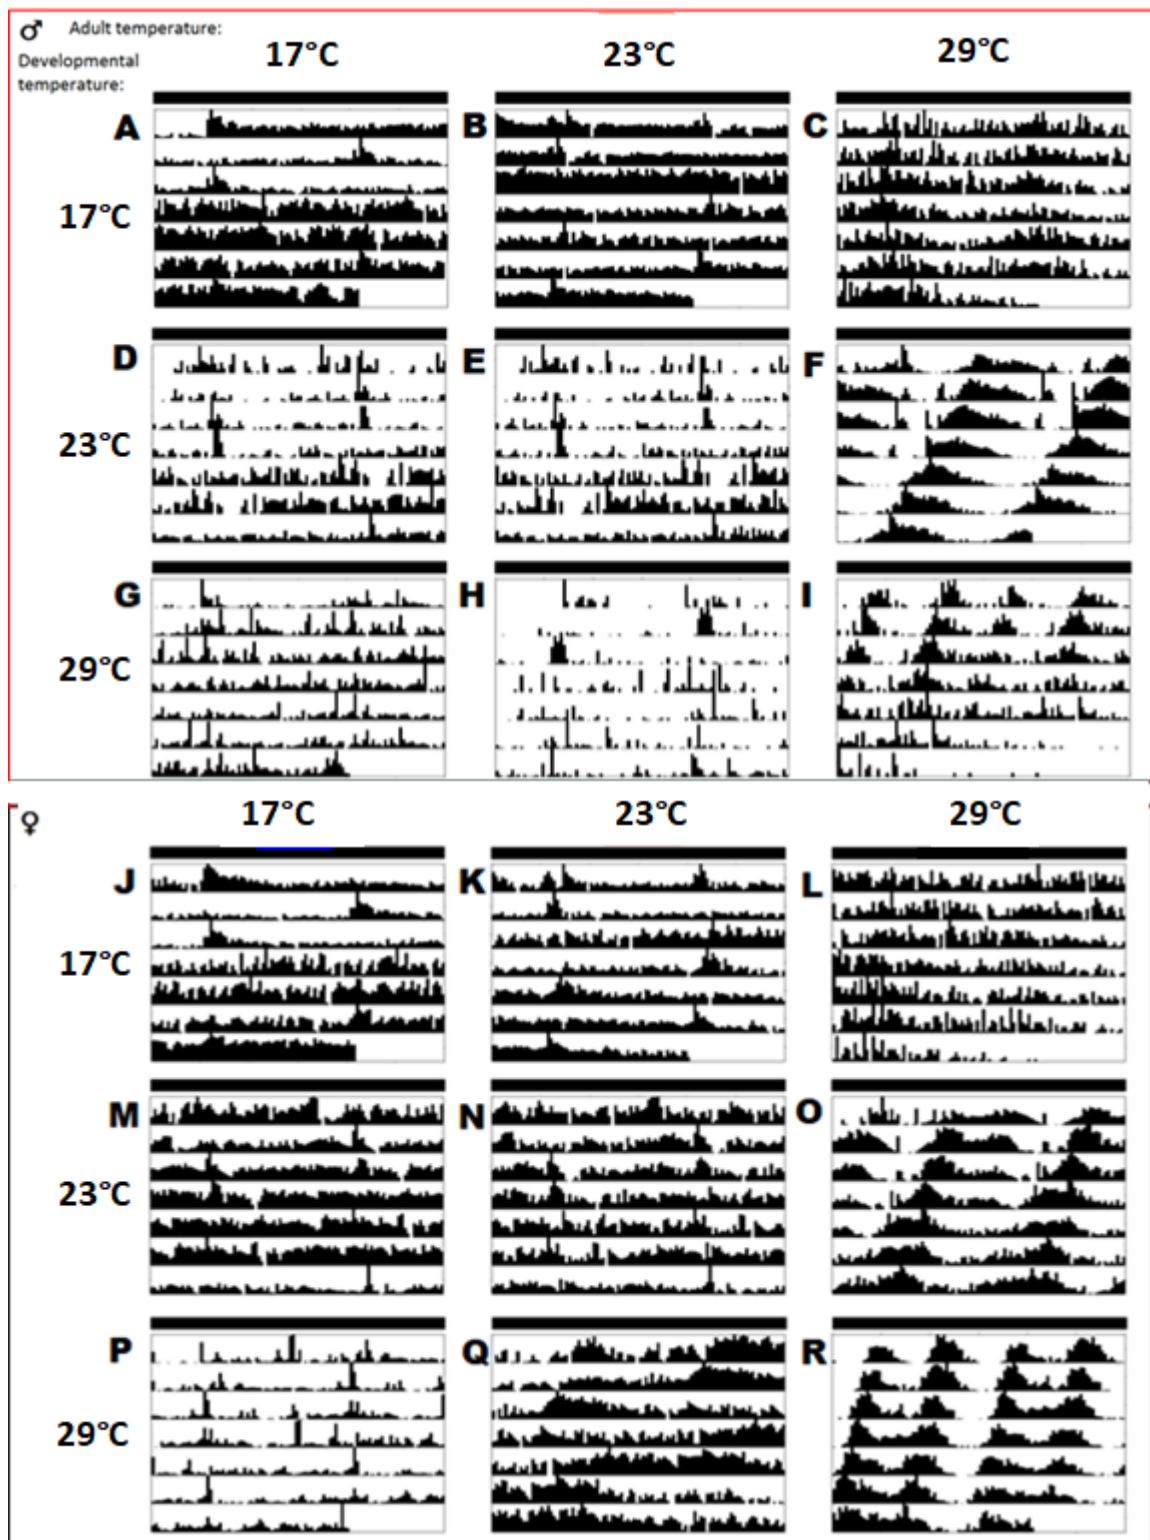 ♂ Adult temperature:
17°C 23°C 29°C
Developmental
temperature:
A B C
17°C
D E F
23°C
G H I
29°C
♀ 17°C 23°C 29°C
J K L
17°C
M N O
23°C
P Q R
29°C